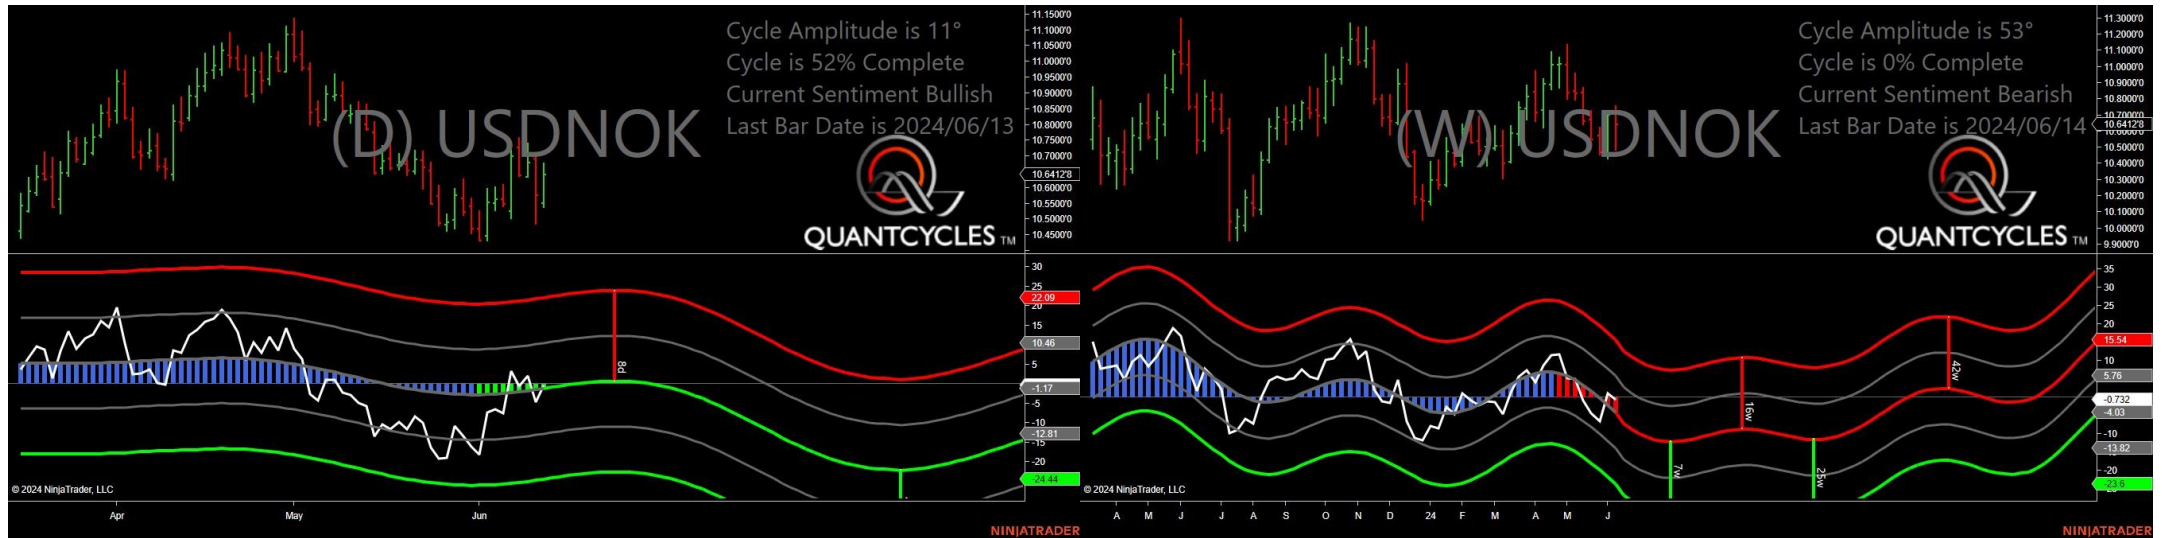 (D) USDNOK
Cycle Amplitude is 11°
Cycle is 52% Complete
Current Sentiment Bullish
Last Bar Date is 2024/06/13
QUANTCYCLES TM
11.1500'0
11.1000'0
11.0500'0
11.0000'0
10.9500'0
10.9000'0
10.8500'0
10.8000'0
10.7500'0
10.7000'0
10.6412'8
10.6000'0
10.5500'0
10.5000'0
10.4500'0
8d
30
25
22.09
20
15
10.46
5
-1.17
-5
-10
-12.81
-15
-20
-24.44
© 2024 NinjaTrader, LLC
Apr
May
Jun
NINJATRADER
(W) USDNOK
Cycle Amplitude is 53°
Cycle is 0% Complete
Current Sentiment Bearish
Last Bar Date is 2024/06/14
QUANTCYCLES TM
11.3000'0
11.2000'0
11.1000'0
11.0000'0
10.9000'0
10.8000'0
10.7000'0
10.6412'8
10.6000'0
10.5000'0
10.4000'0
10.3000'0
10.2000'0
10.1000'0
10.0000'0
9.9000'0
7w
16w
25w
42w
35
30
25
20
15.54
10
5.76
-0.732
-4.03
-10
-13.82
-20
-23.6
© 2024 NinjaTrader, LLC
A M J J A S O N D 24 F M A M J
NINJATRADER